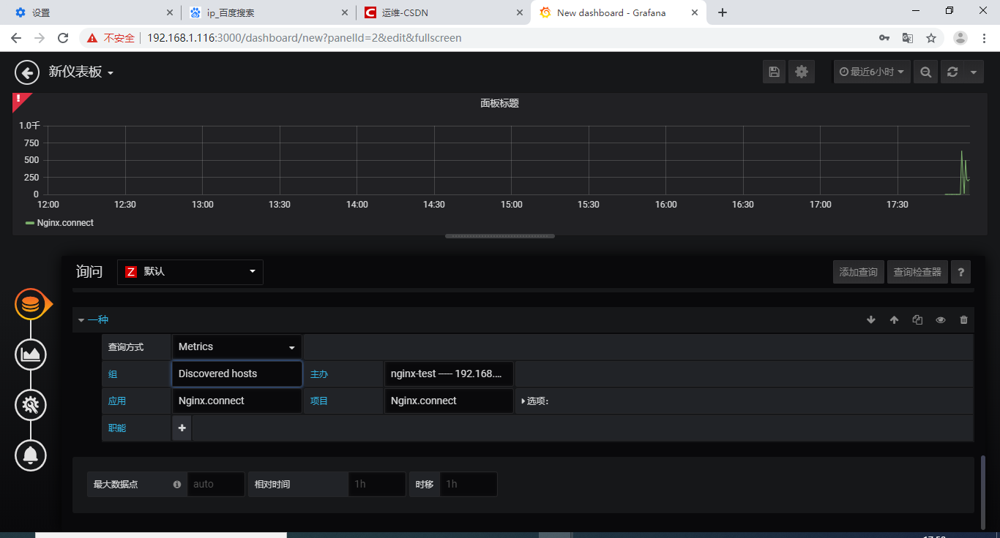 设置
ip_百度搜索
运维-CSDN
New dashboard - Grafana
不安全
192.168.1.116:3000/dashboard/new?panelId=2&edit&fullscreen
新仪表板
最近6小时
!
面板标题
1.0千
750
500
250
0
12:00 12:30 13:00 13:30 14:00 14:30 15:00 15:30 16:00 16:30 17:00 17:30
Nginx.connect
询问
Z 默认
添加查询 查询检查器 ?
一种
查询方式 Metrics
组 Discovered hosts 主办 nginx-test ----- 192.168....
应用 Nginx.connect 项目 Nginx.connect 选项:
职能 +
最大数据点 auto 相对时间 1h 时移 1h